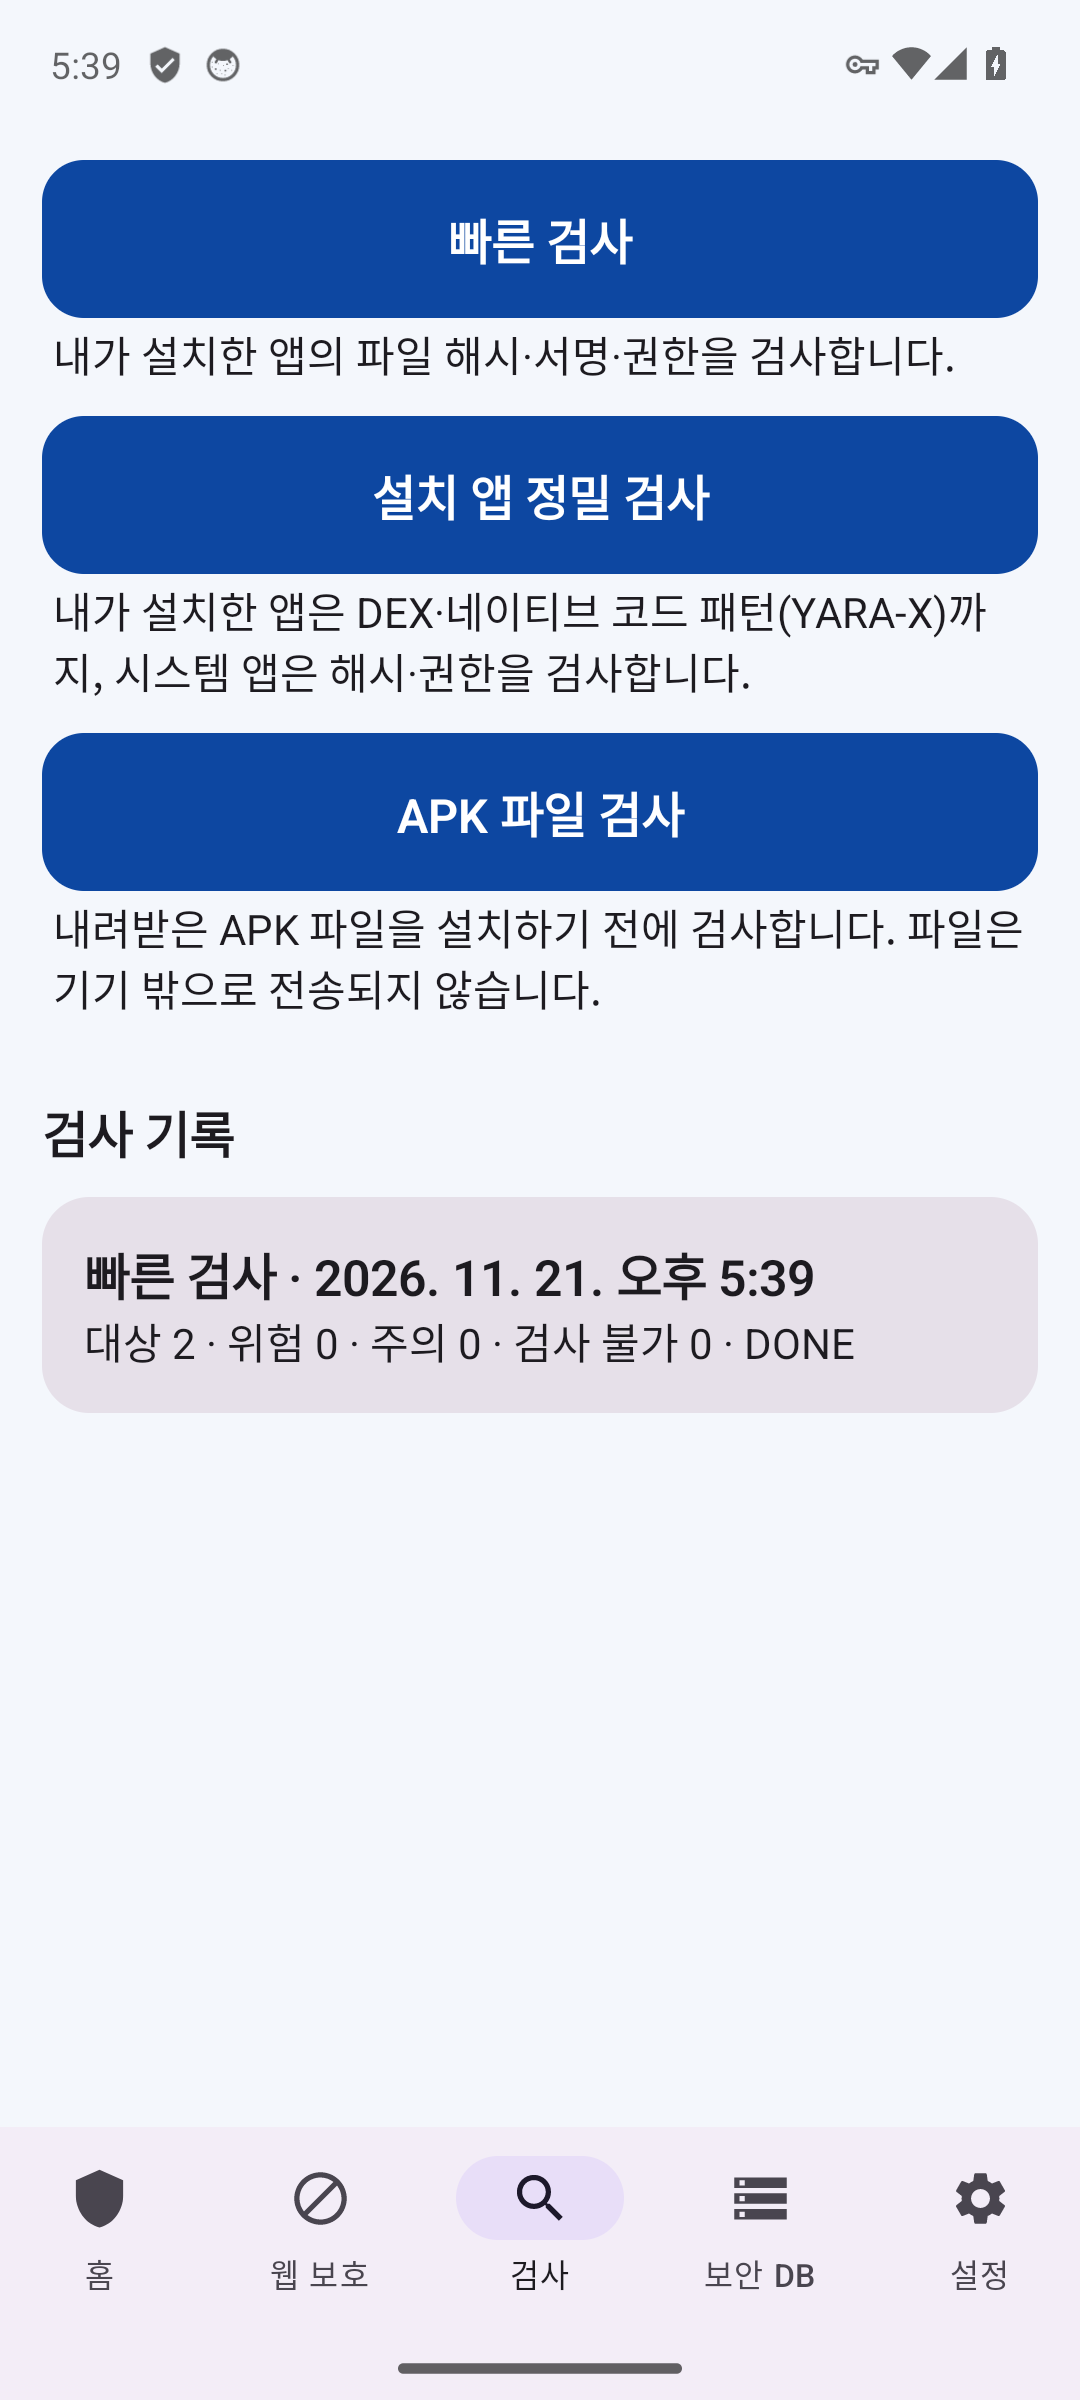 5:39
빠른 검사
내가 설치한 앱의 파일 해시·서명·권한을 검사합니다.
설치 앱 정밀 검사
내가 설치한 앱은 DEX·네이티브 코드 패턴(YARA-X)까
지, 시스템 앱은 해시·권한을 검사합니다.
APK 파일 검사
내려받은 APK 파일을 설치하기 전에 검사합니다. 파일은
기기 밖으로 전송되지 않습니다.
검사 기록
빠른 검사 · 2026. 11. 21. 오후 5:39
대상 2 · 위험 0 · 주의 0 · 검사 불가 0 · DONE
홈
웹 보호
검사
보안 DB
설정